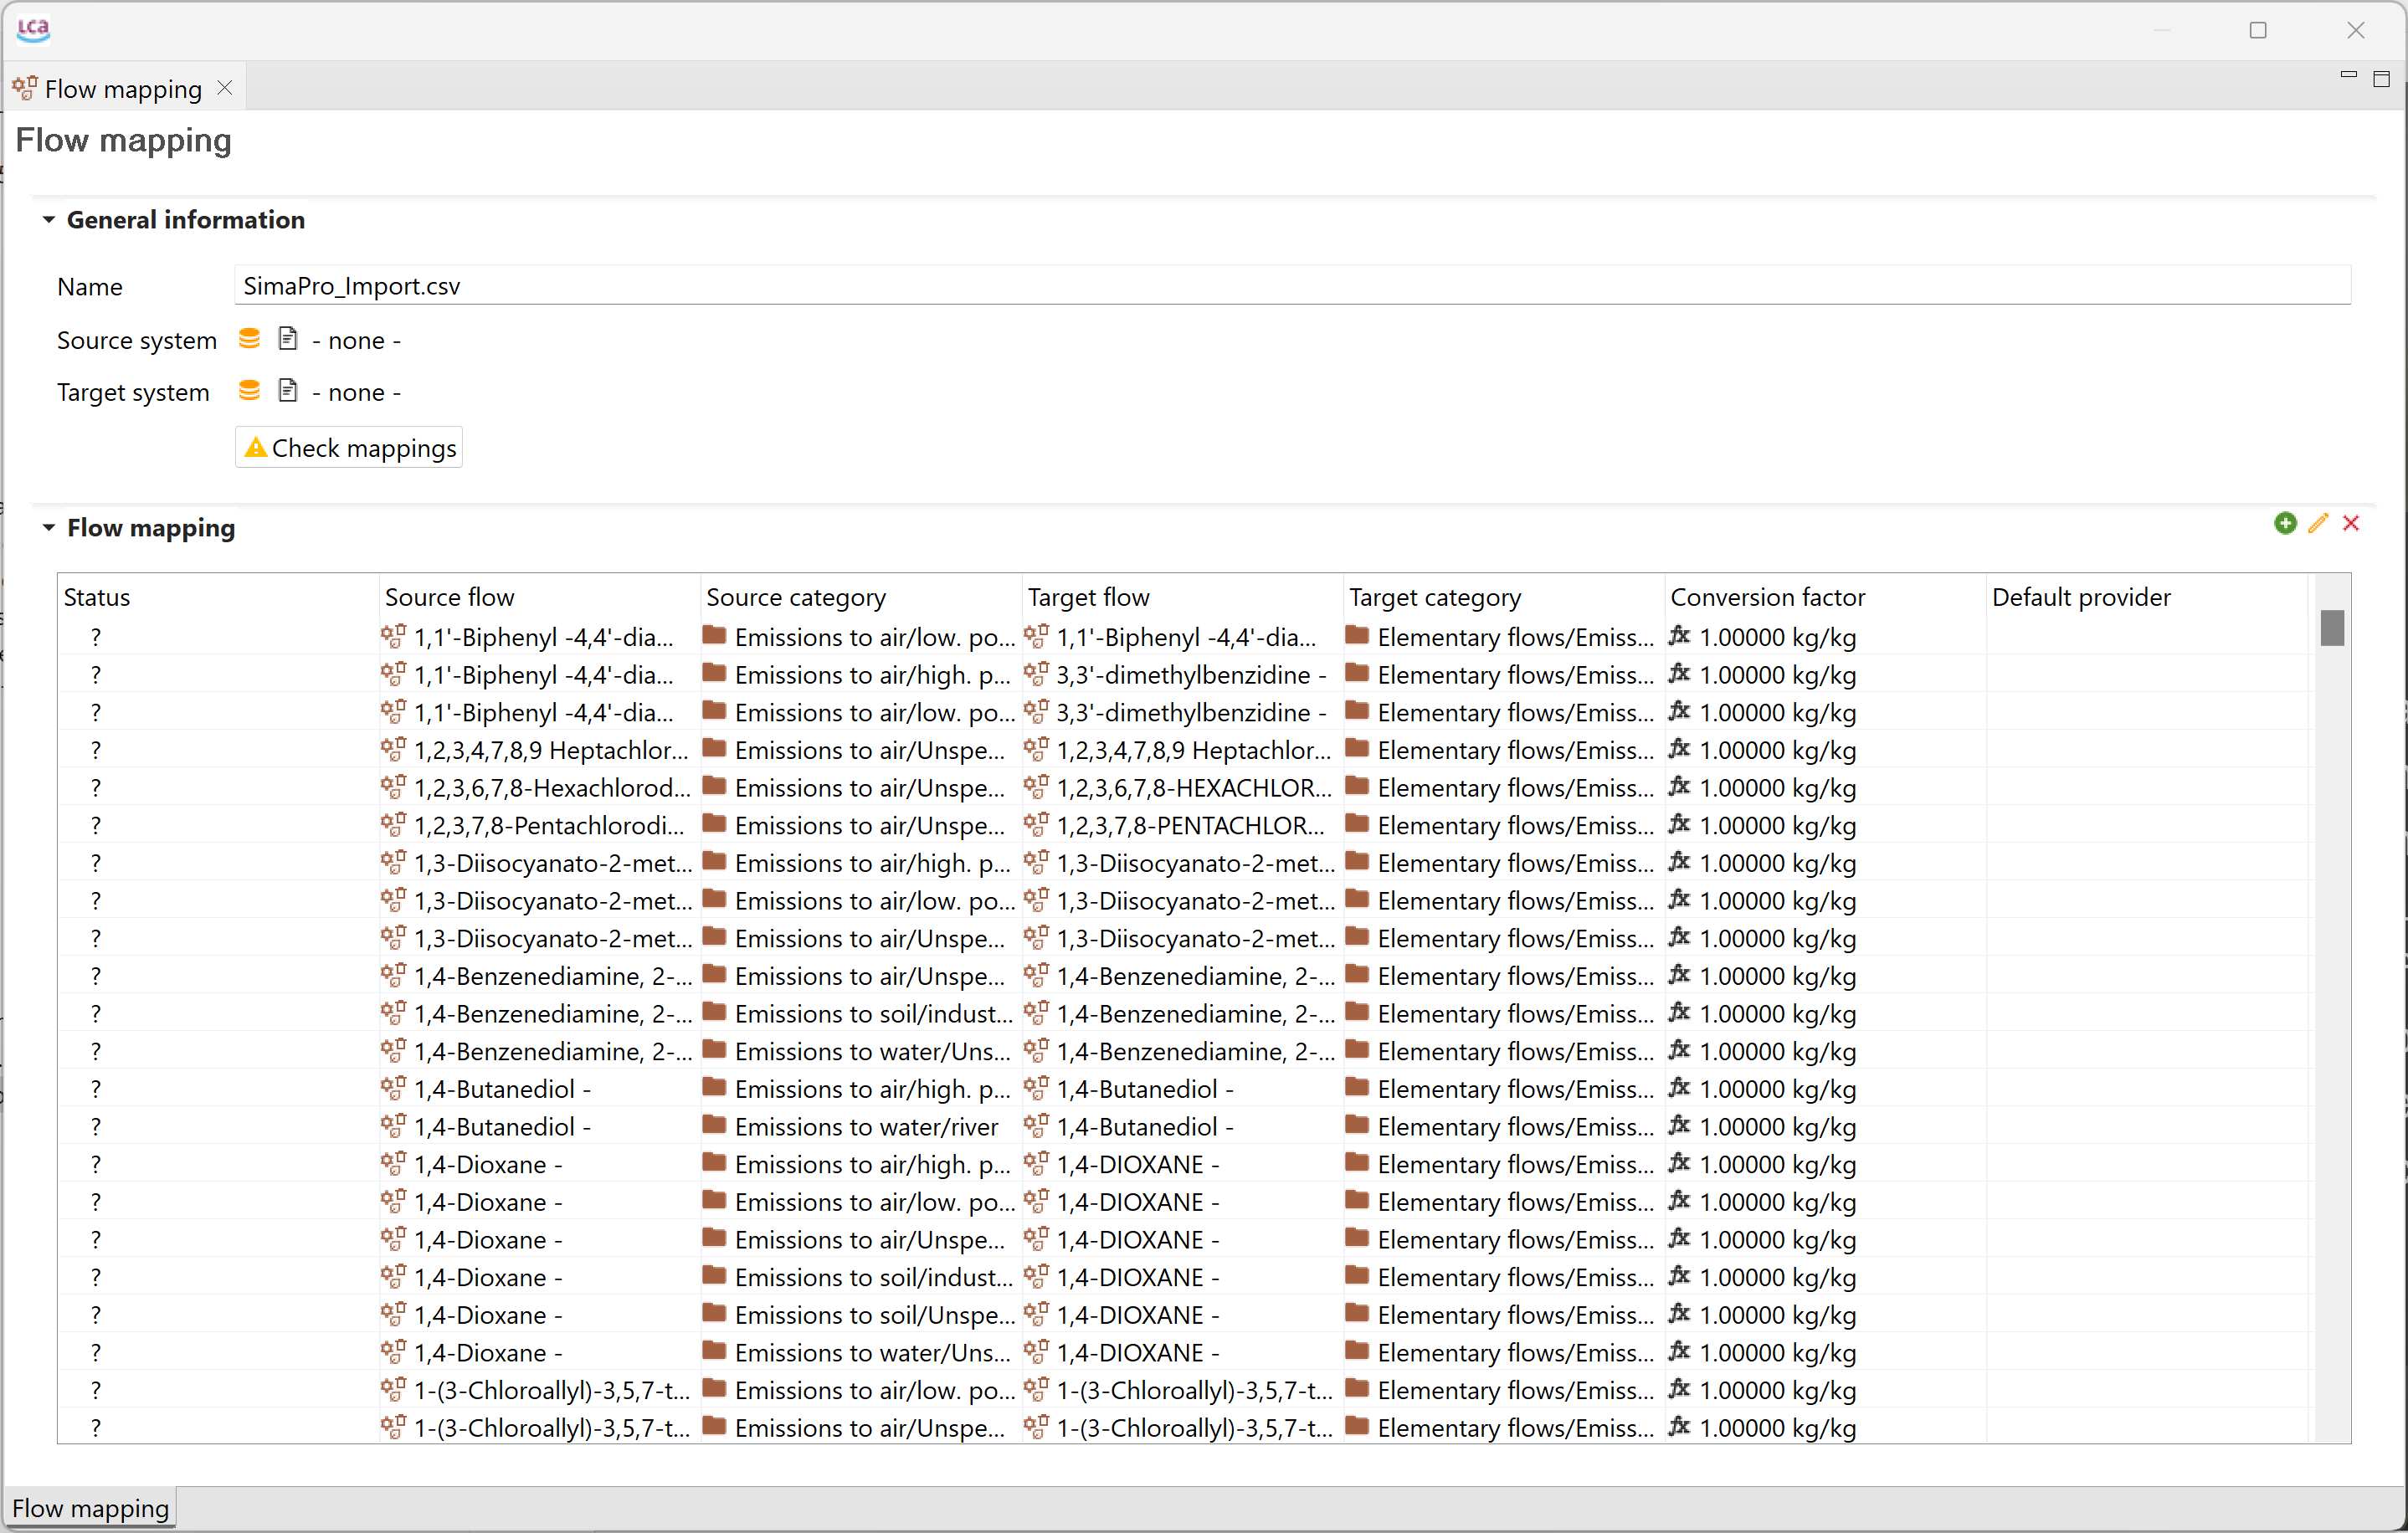 LCA
Flow mapping
Flow mapping
General information
Name SimaPro_Import.csv
Source system - none -
Target system - none -
Check mappings
Flow mapping
Status Source flow Source category Target flow Target category Conversion factor Default provider
? 1,1'-Biphenyl -4,4'-dia... Emissions to air/low. po... 1,1'-Biphenyl -4,4'-dia... Elementary flows/Emiss... fx 1.00000 kg/kg
? 1,1'-Biphenyl -4,4'-dia... Emissions to air/high. p... 3,3'-dimethylbenzidine - Elementary flows/Emiss... fx 1.00000 kg/kg
? 1,1'-Biphenyl -4,4'-dia... Emissions to air/low. po... 3,3'-dimethylbenzidine - Elementary flows/Emiss... fx 1.00000 kg/kg
? 1,2,3,4,7,8,9 Heptachlor... Emissions to air/Unspe... 1,2,3,4,7,8,9 Heptachlor... Elementary flows/Emiss... fx 1.00000 kg/kg
? 1,2,3,6,7,8-Hexachlorod... Emissions to air/Unspe... 1,2,3,6,7,8-HEXACHLOR... Elementary flows/Emiss... fx 1.00000 kg/kg
? 1,2,3,7,8-Pentachlorodi... Emissions to air/Unspe... 1,2,3,7,8-PENTACHLOR... Elementary flows/Emiss... fx 1.00000 kg/kg
? 1,3-Diisocyanato-2-met... Emissions to air/high. p... 1,3-Diisocyanato-2-met... Elementary flows/Emiss... fx 1.00000 kg/kg
? 1,3-Diisocyanato-2-met... Emissions to air/low. po... 1,3-Diisocyanato-2-met... Elementary flows/Emiss... fx 1.00000 kg/kg
? 1,3-Diisocyanato-2-met... Emissions to air/Unspe... 1,3-Diisocyanato-2-met... Elementary flows/Emiss... fx 1.00000 kg/kg
? 1,4-Benzenediamine, 2-... Emissions to air/Unspe... 1,4-Benzenediamine, 2-... Elementary flows/Emiss... fx 1.00000 kg/kg
? 1,4-Benzenediamine, 2-... Emissions to soil/indust... 1,4-Benzenediamine, 2-... Elementary flows/Emiss... fx 1.00000 kg/kg
? 1,4-Benzenediamine, 2-... Emissions to water/Uns... 1,4-Benzenediamine, 2-... Elementary flows/Emiss... fx 1.00000 kg/kg
? 1,4-Butanediol - Emissions to air/high. p... 1,4-Butanediol - Elementary flows/Emiss... fx 1.00000 kg/kg
? 1,4-Butanediol - Emissions to water/river 1,4-Butanediol - Elementary flows/Emiss... fx 1.00000 kg/kg
? 1,4-Dioxane - Emissions to air/high. p... 1,4-DIOXANE - Elementary flows/Emiss... fx 1.00000 kg/kg
? 1,4-Dioxane - Emissions to air/low. po... 1,4-DIOXANE - Elementary flows/Emiss... fx 1.00000 kg/kg
? 1,4-Dioxane - Emissions to air/Unspe... 1,4-DIOXANE - Elementary flows/Emiss... fx 1.00000 kg/kg
? 1,4-Dioxane - Emissions to soil/indust... 1,4-DIOXANE - Elementary flows/Emiss... fx 1.00000 kg/kg
? 1,4-Dioxane - Emissions to soil/Unspe... 1,4-DIOXANE - Elementary flows/Emiss... fx 1.00000 kg/kg
? 1,4-Dioxane - Emissions to water/Uns... 1,4-DIOXANE - Elementary flows/Emiss... fx 1.00000 kg/kg
? 1-(3-Chloroallyl)-3,5,7-t... Emissions to air/low. po... 1-(3-Chloroallyl)-3,5,7-t... Elementary flows/Emiss... fx 1.00000 kg/kg
? 1-(3-Chloroallyl)-3,5,7-t... Emissions to air/Unspe... 1-(3-Chloroallyl)-3,5,7-t... Elementary flows/Emiss... fx 1.00000 kg/kg
Flow mapping